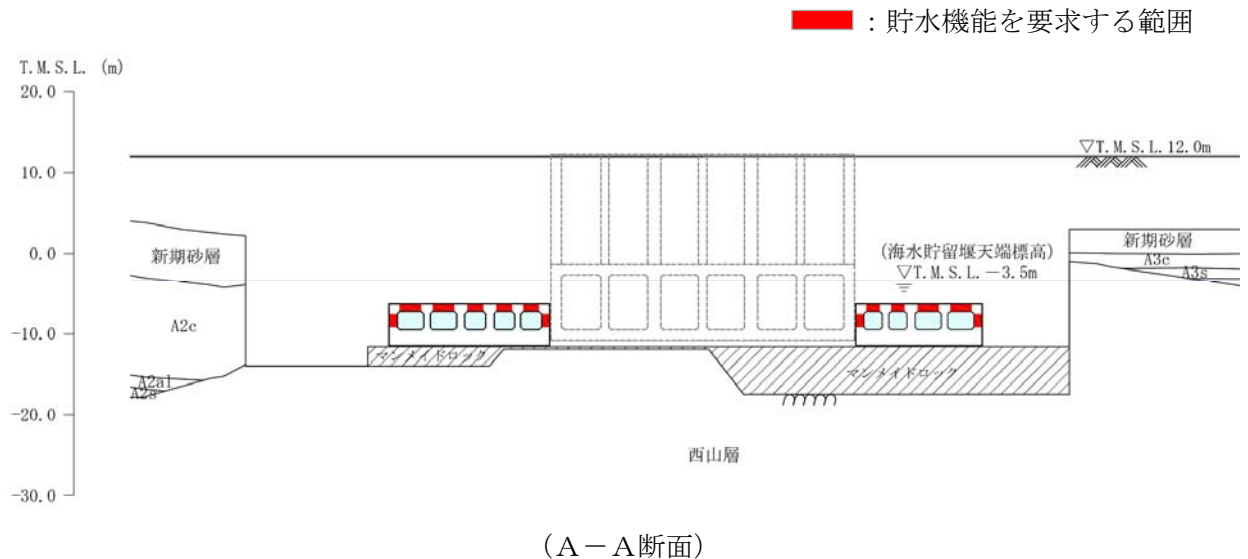 ：貯水機能を要求する範囲
T.M.S.L. (m)
20.0
▽T.M.S.L.12.0m
10.0
新期砂層
新期砂層
(海水貯留堰天端標高)
A3c
0.0
▽T.M.S.L.－3.5m
A3s
A2c
-10.0
マンメイドロック
マンメイドロック
A2al
A2s
-20.0
西山層
-30.0
(A－A断面)